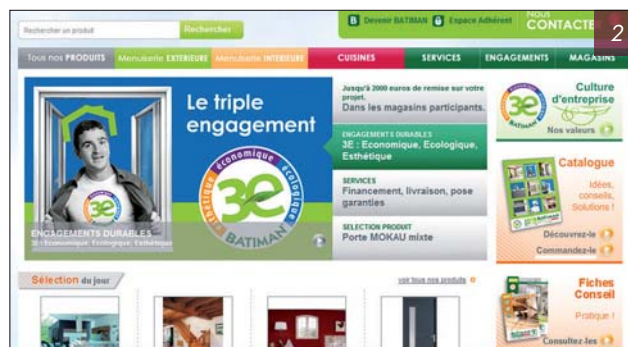 Rechercher un produit
Rechercher
B Devenir BATIMAN
Espace Adhérent
NOUS
CONTACTER
2
Tous nos PRODUITS
Menuiserie EXTERIEURE
Menuiserie INTERIEURE
CUISINES
SERVICES
ENGAGEMENTS
MAGASINS
Le triple
engagement
économique
écologique
esthétique
3E
BATIMAN
3E
ENGAGEMENTS DURABLES
3E : Economique, Ecologique, Esthétique
Jusqu'à 2000 euros de remise sur votre
projet.
Dans les magasins participants.
ENGAGEMENTS DURABLES
3E : Economique, Ecologique,
Esthétique
SERVICES
Financement, livraison, pose
garanties
SELECTION PRODUIT
Porte MOKAU mixte
3E
BATIMAN
Culture
d'entreprise
Nos valeurs
Catalogue
Idées,
conseils,
Solutions !
Découvrez-le
Commandez-le
Sélection du jour
voir tous nos produits
Fiches
Conseil
Pratique !
Consultez-les